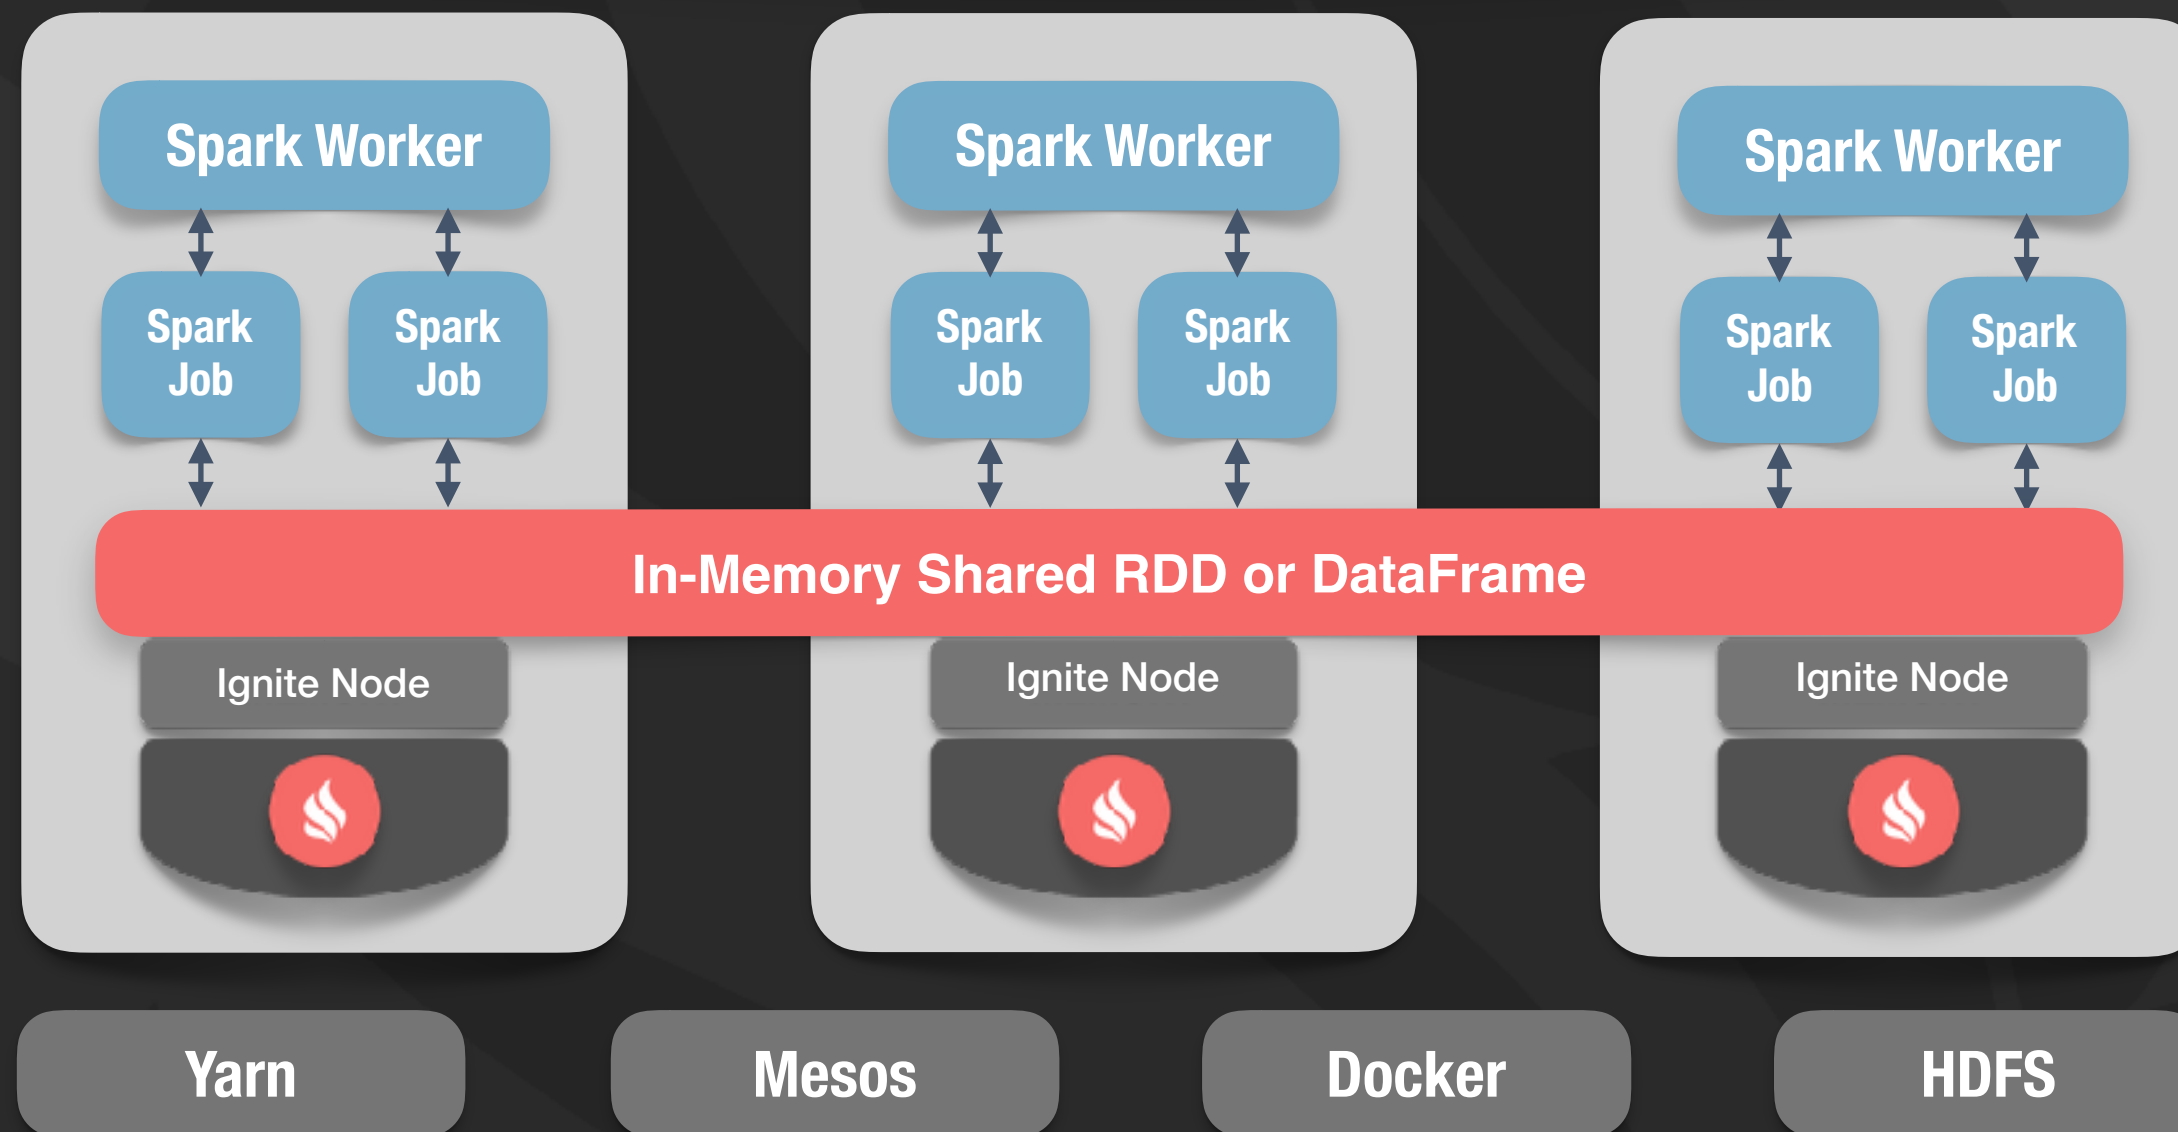 Spark Worker
Spark Worker
Spark Worker
Spark
Job
Spark
Job
Spark
Job
Spark
Job
Spark
Job
Spark
Job
In-Memory Shared RDD or DataFrame
Ignite Node
Ignite Node
Ignite Node
Yarn
Mesos
Docker
HDFS